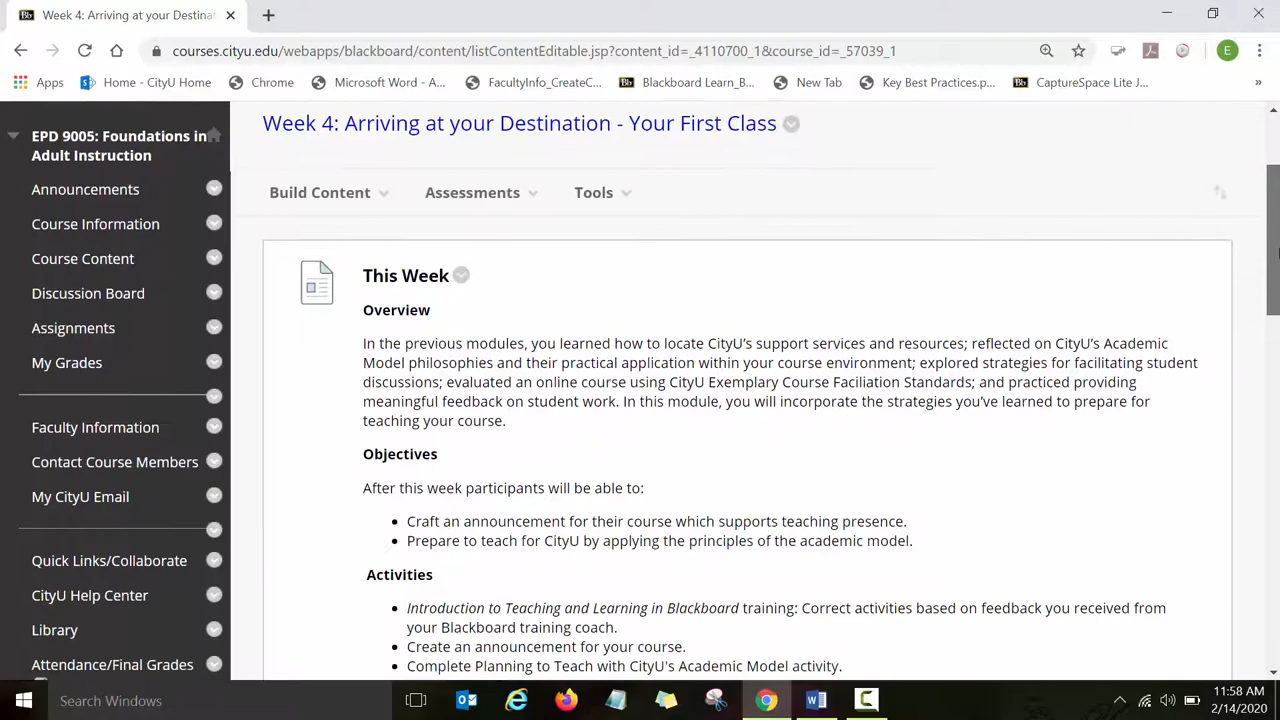 Week 4: Arriving at your Destinat
courses.cityu.edu/webapps/blackboard/content/listContentEditable.jsp?content_id=_4110700_1&course_id=_57039_1
E
Apps
Home - CityU Home
Chrome
Microsoft Word - A...
FacultyInfo_CreateC...
Blackboard Learn_B...
New Tab
Key Best Practices.p...
CaptureSpace Lite J...
»
EPD 9005: Foundations in
Adult Instruction
Announcements
Course Information
Course Content
Discussion Board
Assignments
My Grades
Faculty Information
Contact Course Members
My CityU Email
Quick Links/Collaborate
CityU Help Center
Library
Attendance/Final Grades
Week 4: Arriving at your Destination - Your First Class
Build Content
Assessments
Tools
This Week
Overview
In the previous modules, you learned how to locate CityU’s support services and resources; reflected on CityU’s Academic
Model philosophies and their practical application within your course environment; explored strategies for facilitating student
discussions; evaluated an online course using CityU Exemplary Course Faciliation Standards; and practiced providing
meaningful feedback on student work. In this module, you will incorporate the strategies you’ve learned to prepare for
teaching your course.
Objectives
After this week participants will be able to:
• Craft an announcement for their course which supports teaching presence.
• Prepare to teach for CityU by applying the principles of the academic model.
Activities
• Introduction to Teaching and Learning in Blackboard training: Correct activities based on feedback you received from
your Blackboard training coach.
• Create an announcement for your course.
• Complete Planning to Teach with CityU's Academic Model activity.
Search Windows
11:58 AM
2/14/2020